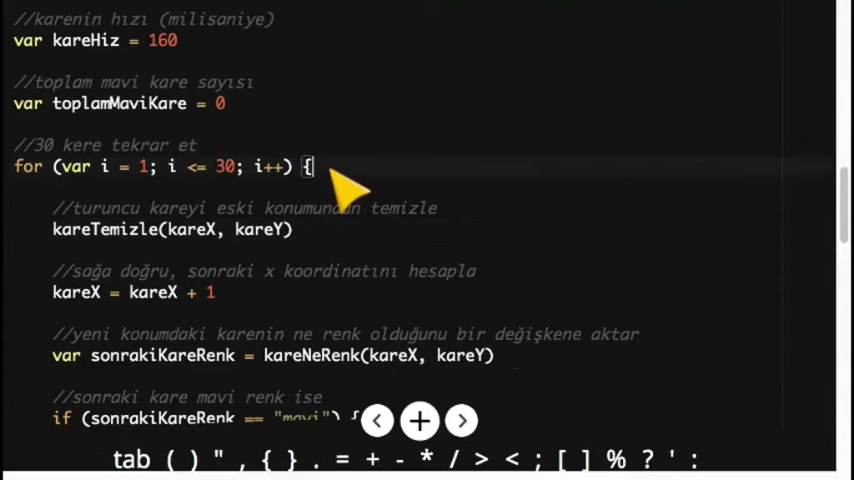 //karenin hızı (milisaniye)
var kareHiz = 160
//toplam mavi kare sayısı
var toplamMaviKare = 0
//30 kere tekrar et
for (var i = 1; i <= 30; i++) {
//turuncu kareyi eski konumundan temizle
kareTemizle(kareX, kareY)
//sağa doğru, sonraki x koordinatını hesapla
kareX = kareX + 1
//yeni konumdaki karenin ne renk olduğunu bir değişkene aktar
var sonrakiKareRenk = kareNeRenk(kareX, kareY)
//sonraki kare mavi renk ise
if (sonrakiKareRenk == "mavi") {
tab ( ) " , { } . = + - * / > < ; [ ] % ? ' :